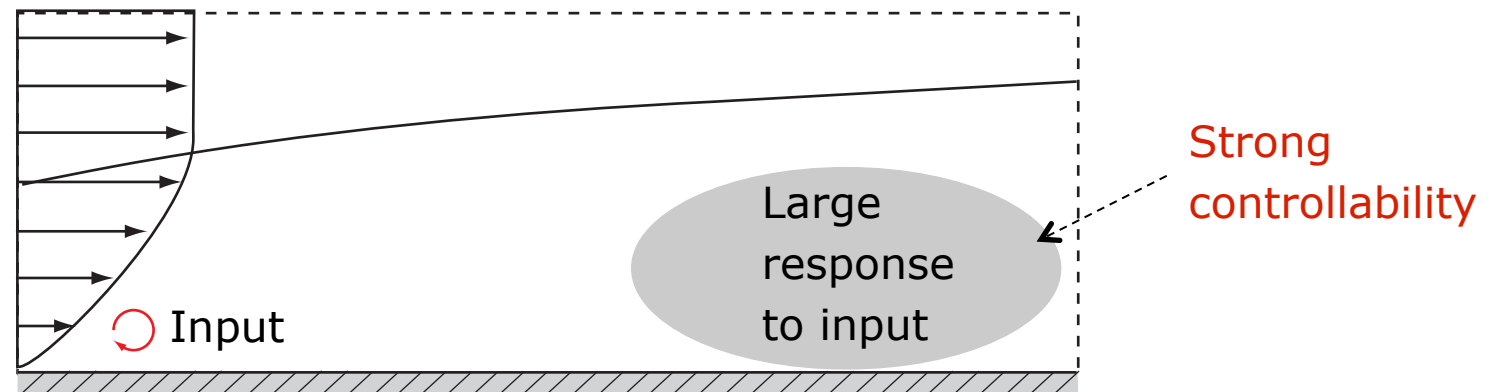 Strong
controllability
Large
response
to input
Input